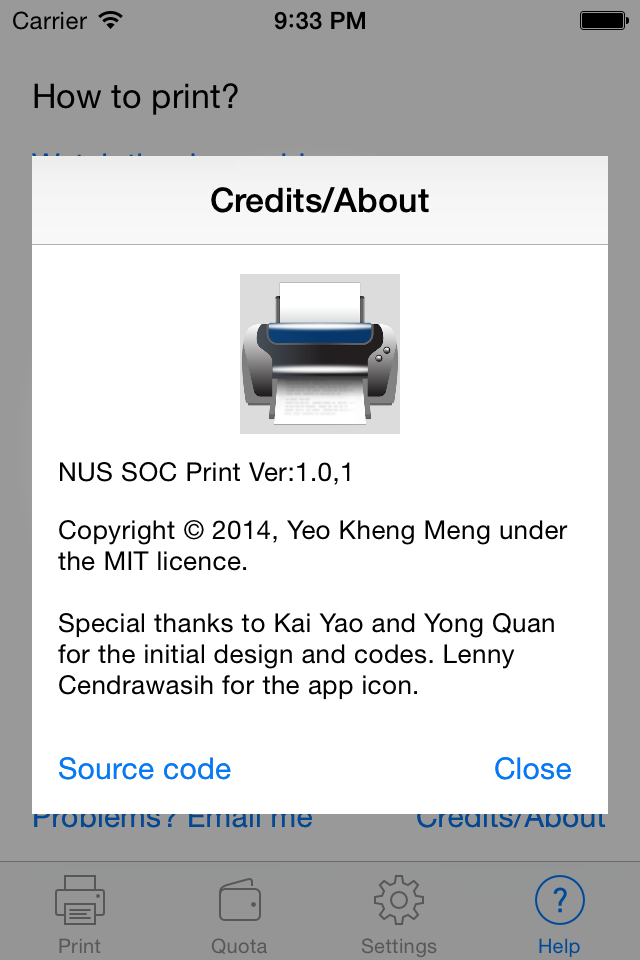 Carrier 9:33 PM
How to print?
Credits/About
NUS SOC Print Ver:1.0,1
Copyright © 2014, Yeo Kheng Meng under
the MIT licence.
Special thanks to Kai Yao and Yong Quan
for the initial design and codes. Lenny
Cendrawasih for the app icon.
Source code Close
Problems? Email me Credits/About
Print Quota Settings Help